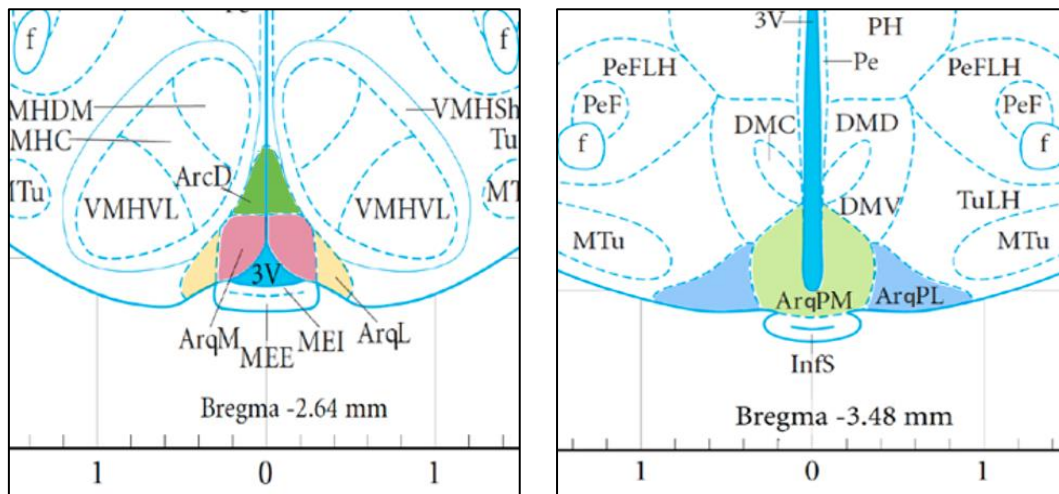 f
f
MHDM
MHC
VMHSh
Tu
ArcD
MTu
MT
VMHVL
VMHVL
3V
ArqM
MEE
MEI
ArqL
Bregma -2.64 mm
1
0
1
3V
PH
Pe
PeFLH
PeFLH
PeF
PeF
DMC
DMD
f
f
DMV
TuLH
MTu
MTu
ArqPM
ArqPL
InfS
Bregma -3.48 mm
1
0
1